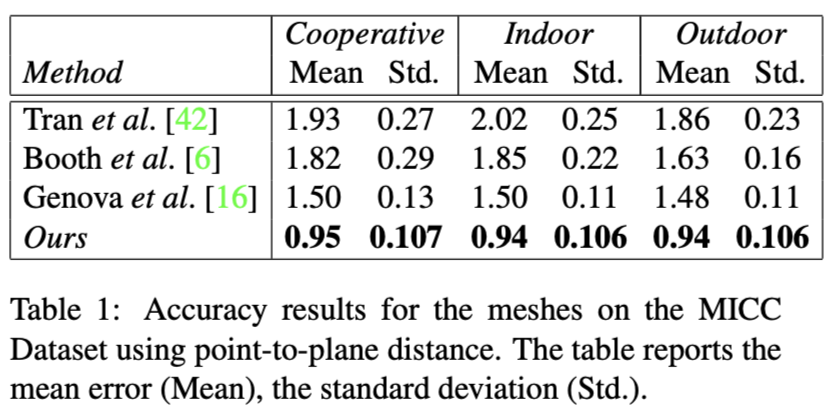 Cooperative Indoor Outdoor
Method Mean Std. Mean Std. Mean Std.
Tran et al. [42] 1.93 0.27 2.02 0.25 1.86 0.23
Booth et al. [6] 1.82 0.29 1.85 0.22 1.63 0.16
Genova et al. [16] 1.50 0.13 1.50 0.11 1.48 0.11
Ours 0.95 0.107 0.94 0.106 0.94 0.106
Table 1: Accuracy results for the meshes on the MICC
Dataset using point-to-plane distance. The table reports the
mean error (Mean), the standard deviation (Std.).